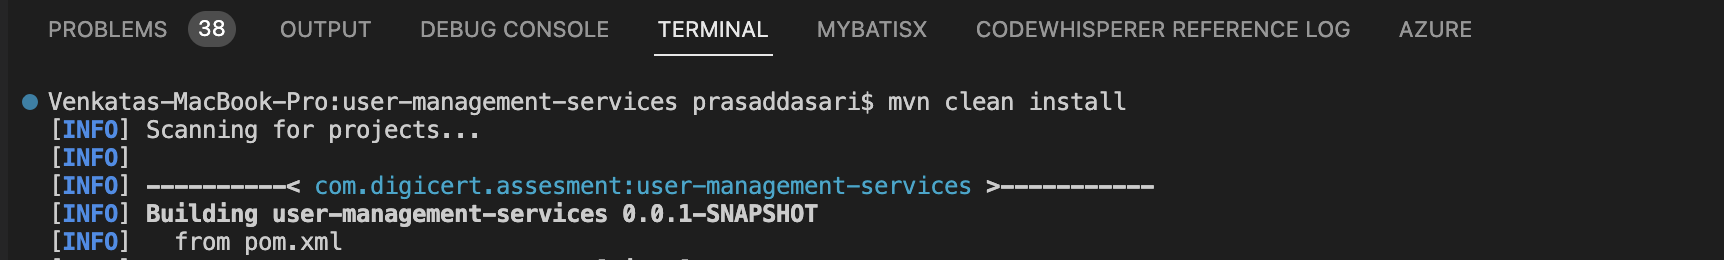 PROBLEMS 38 OUTPUT DEBUG CONSOLE TERMINAL MYBATISX CODEWHISPERER REFERENCE LOG AZURE
Venkatas-MacBook-Pro:user-management-services prasaddasari$ mvn clean install
[INFO] Scanning for projects...
[INFO]
[INFO] ----------< com.digicert.assesment:user-management-services >-----------
[INFO] Building user-management-services 0.0.1-SNAPSHOT
[INFO]   from pom.xml